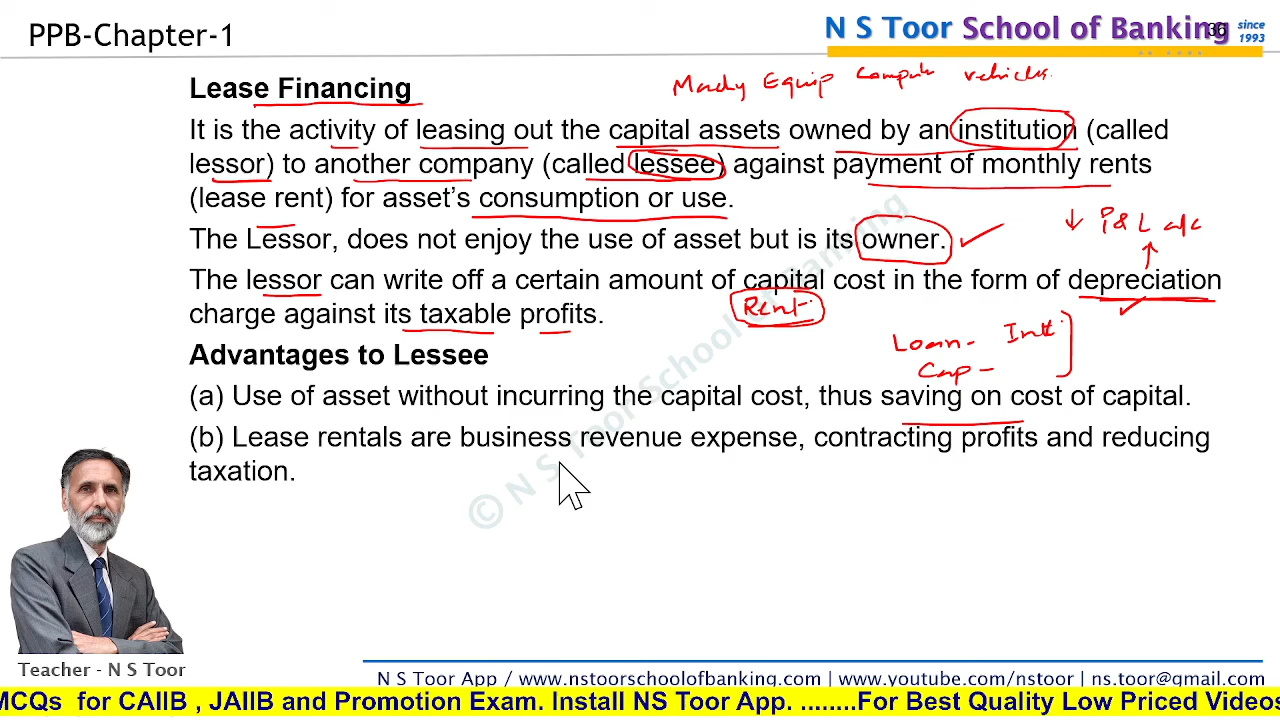 PPB-Chapter-1
N S Toor School of Banking
36
since
1993
Lease Financing
Equip vehicles
It is the activity of leasing out the capital assets owned by an institution (called
lessor) to another company (called lessee) against payment of monthly rents
(lease rent) for asset's consumption or use.
↓ P&L a/c
The Lessor, does not enjoy the use of asset but is its owner.
The lessor can write off a certain amount of capital cost in the form of depreciation
Rent
charge against its taxable profits.
Loan - Intt
Cap -
Advantages to Lessee
(a) Use of asset without incurring the capital cost, thus saving on cost of capital.
(b) Lease rentals are business revenue expense, contracting profits and reducing
taxation.
© N S Toor School of Banking
Teacher - N S Toor
N S Toor App / www.nstoorschoolofbanking.com | www.youtube.com/nstoor | ns.toor@gmail.com
MCQs for CAIIB , JAIIB and Promotion Exam. Install NS Toor App. ........For Best Quality Low Priced Videos